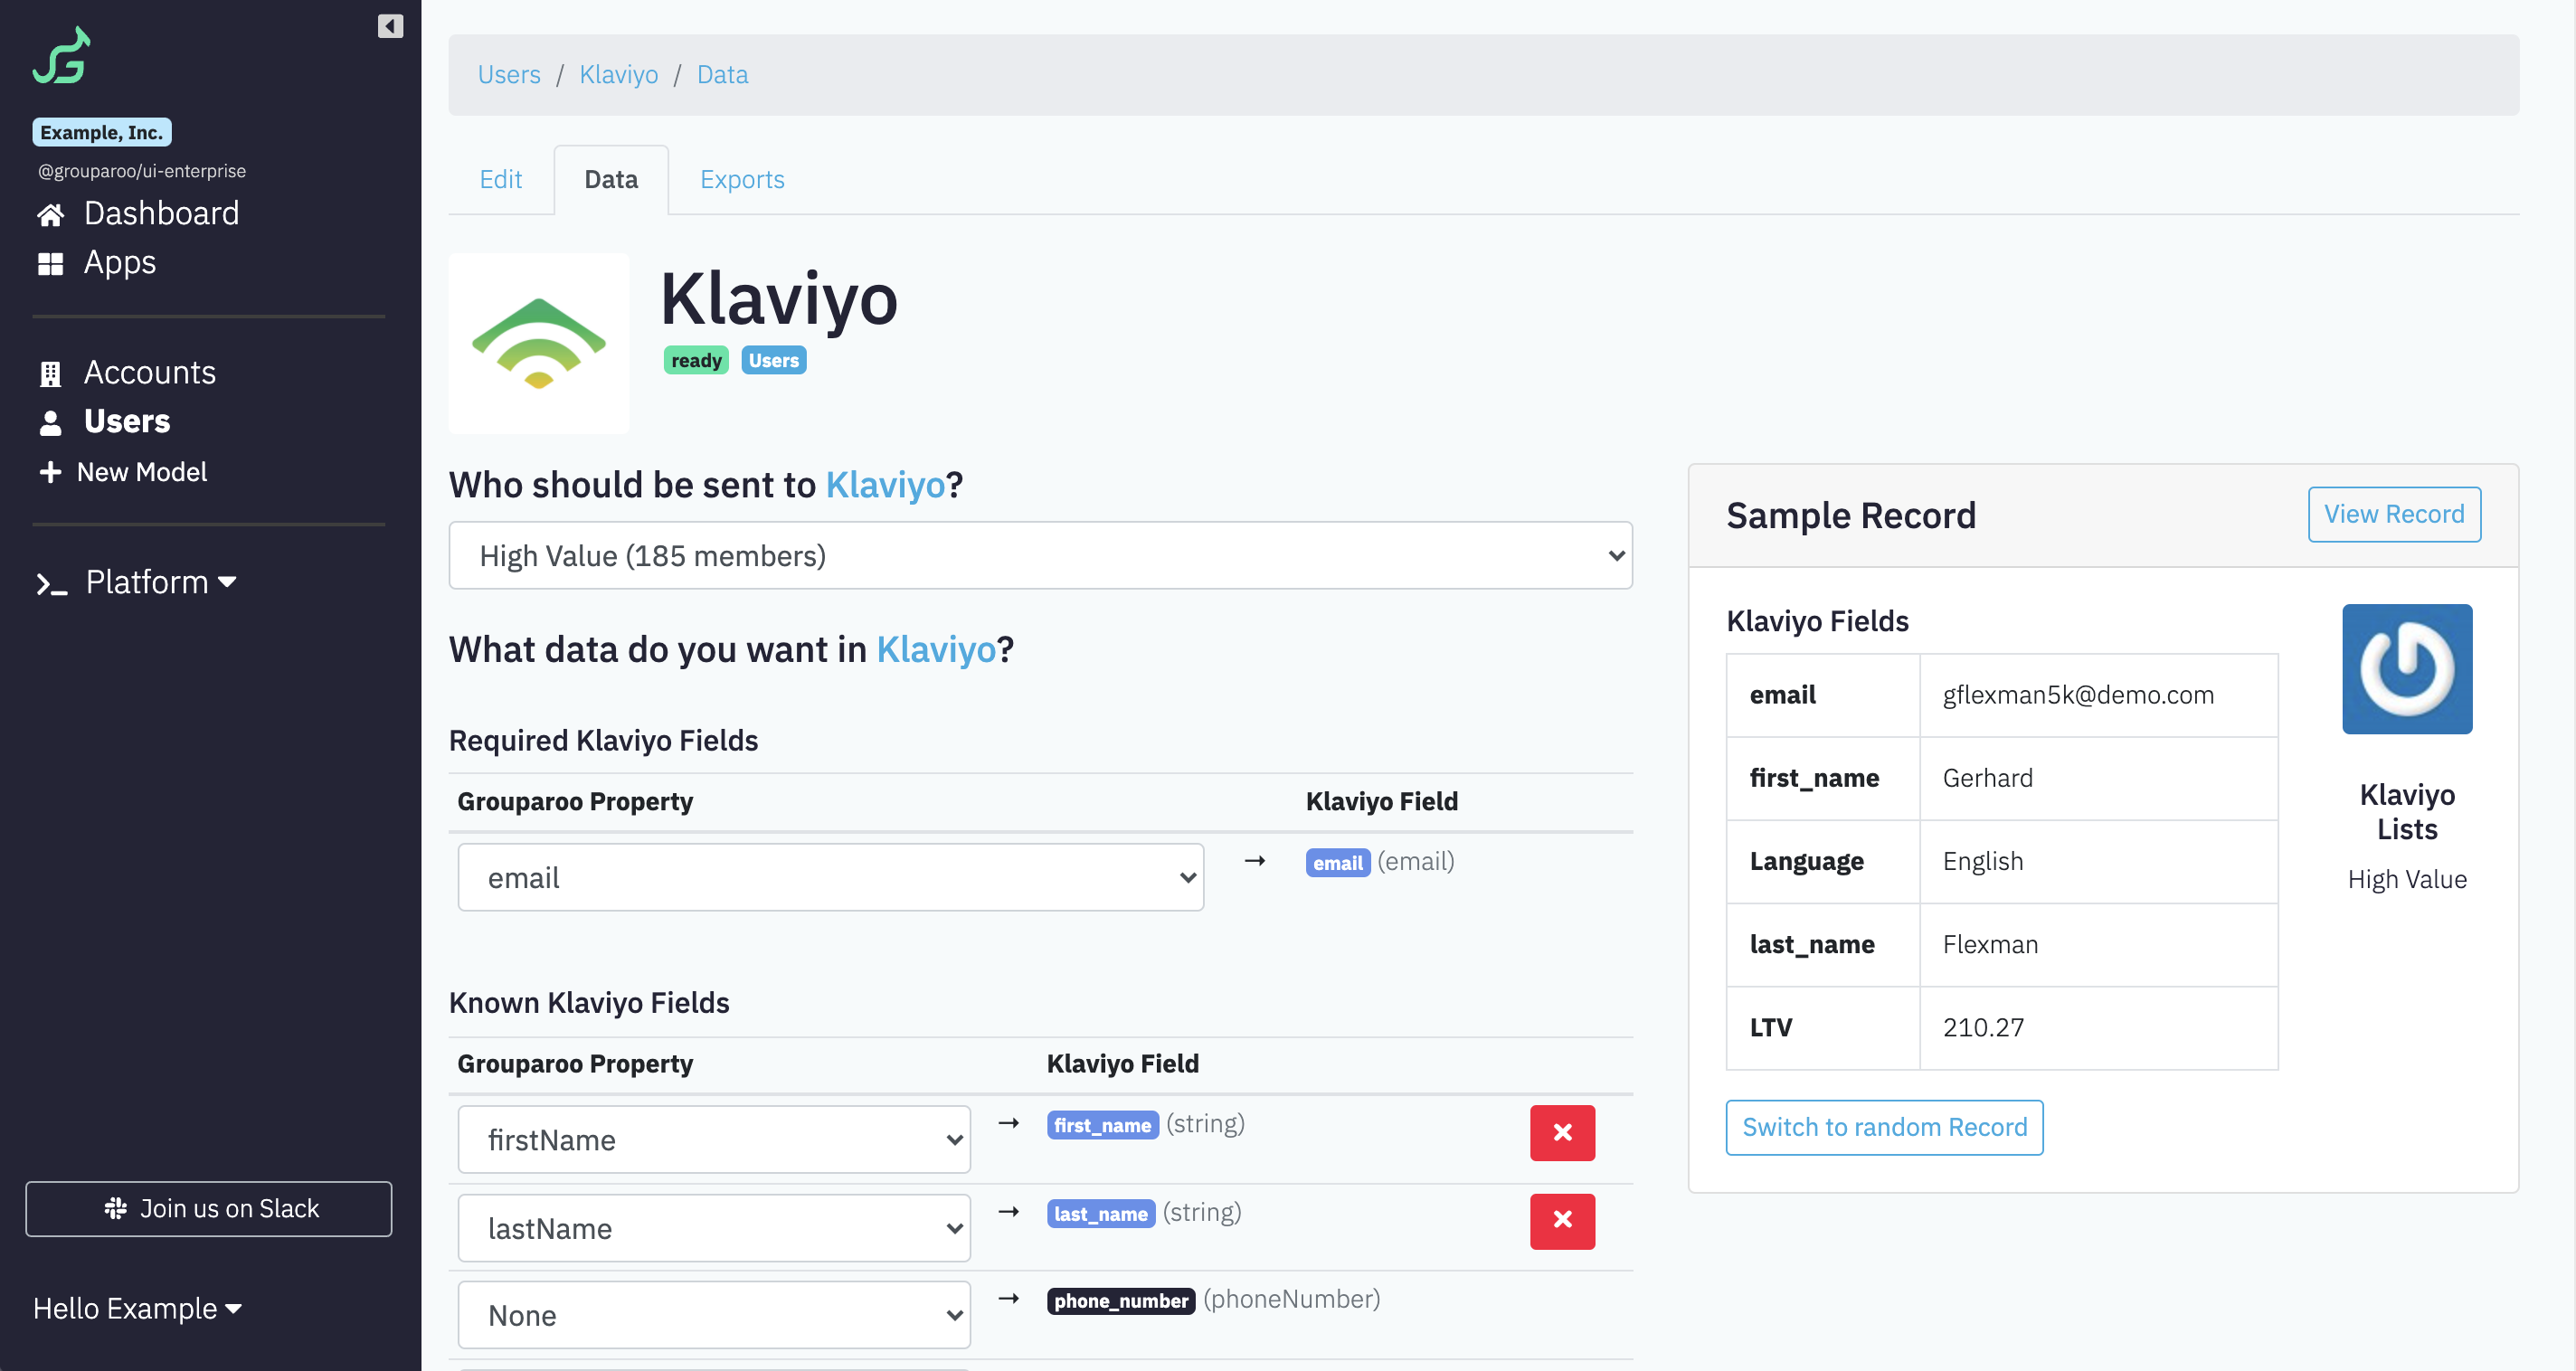 Example, Inc.
@grouparoo/ui-enterprise
Dashboard
Apps
Accounts
Users
New Model
Platform
Join us on Slack
Hello Example
Users / Klaviyo / Data
Edit Data Exports
Klaviyo
ready Users
Who should be sent to Klaviyo?
High Value (185 members)
What data do you want in Klaviyo?
Required Klaviyo Fields
Grouparoo Property Klaviyo Field
email → email (email)
Known Klaviyo Fields
Grouparoo Property Klaviyo Field
firstName → first_name (string)
lastName → last_name (string)
None → phone_number (phoneNumber)
Sample Record View Record
Klaviyo Fields
email gflexman5k@demo.com
first_name Gerhard
Language English
last_name Flexman
LTV 210.27
Klaviyo
Lists
High Value
Switch to random Record